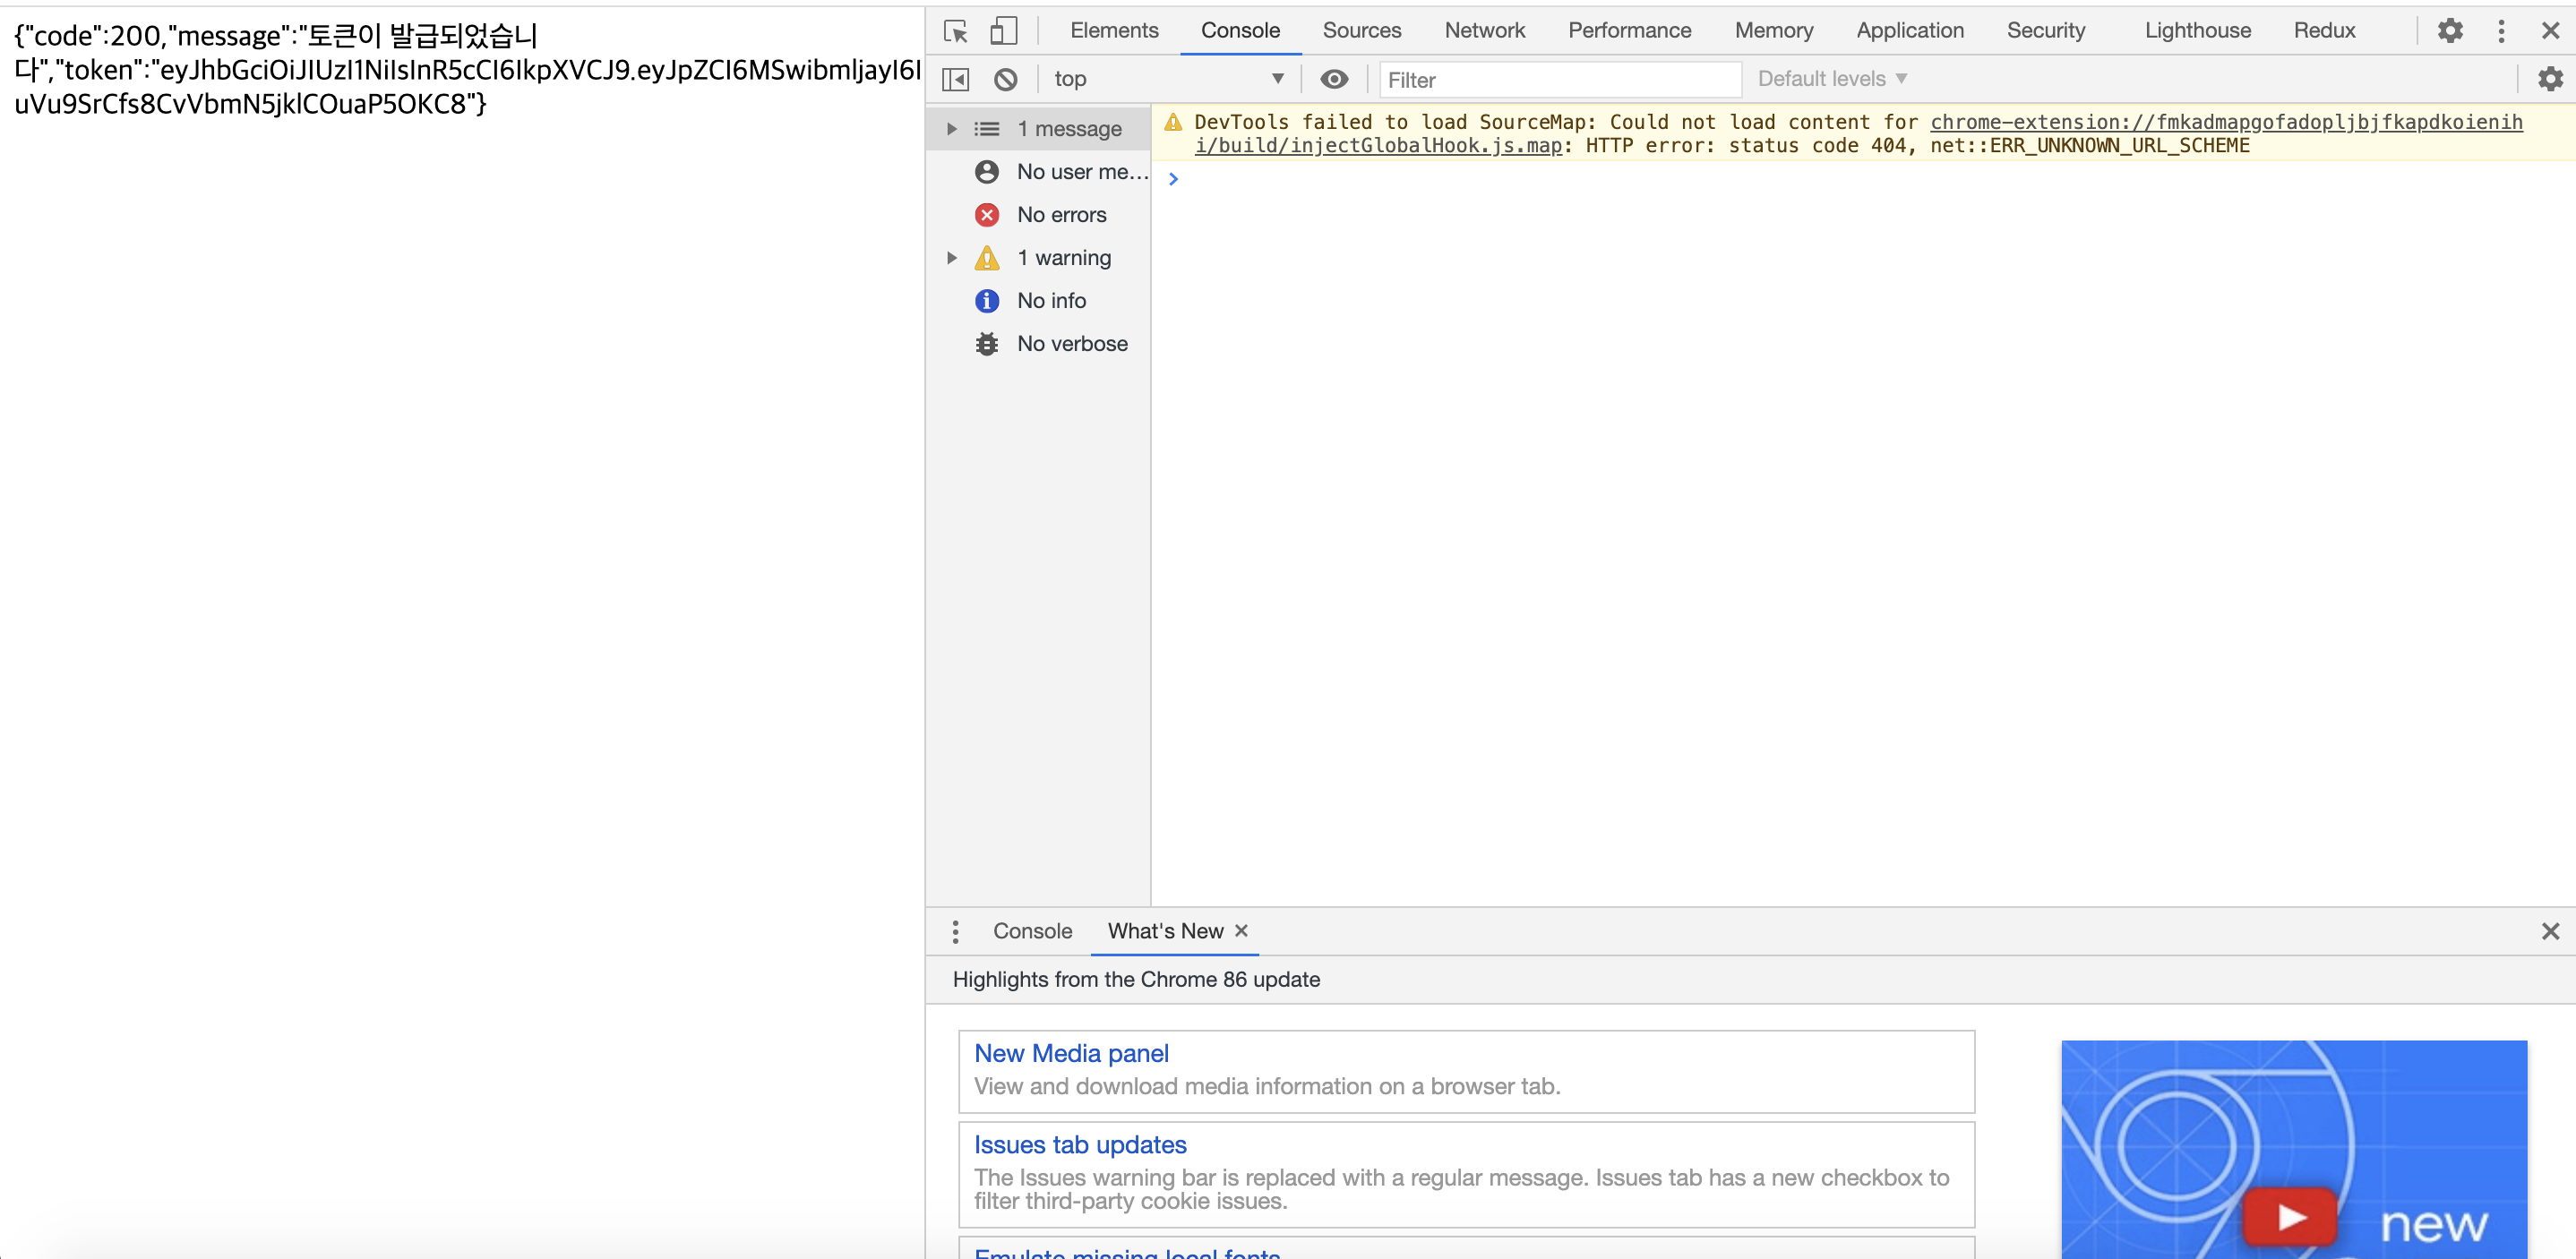 {"code":200,"message":"토큰이 발급되었습니
다","token":"eyJhbGciOiJIUzI1NiIsInR5cCI6IkpXVCJ9.eyJpZCI6MSwibmljayI6I
uVu9SrCfs8CvVbmN5jklCOuaP5OKC8"}
Elements Console Sources Network Performance Memory Application Security Lighthouse Redux
top Filter Default levels
1 message
No user me...
No errors
1 warning
No info
No verbose
DevTools failed to load SourceMap: Could not load content for chrome-extension://fmkadmapgofadopljbjfkapdkoienih
i/build/injectGlobalHook.js.map: HTTP error: status code 404, net::ERR_UNKNOWN_URL_SCHEME
Console What's New
Highlights from the Chrome 86 update
New Media panel
View and download media information on a browser tab.
Issues tab updates
The Issues warning bar is replaced with a regular message. Issues tab has a new checkbox to
filter third-party cookie issues.
Emulate missing local fonts
new